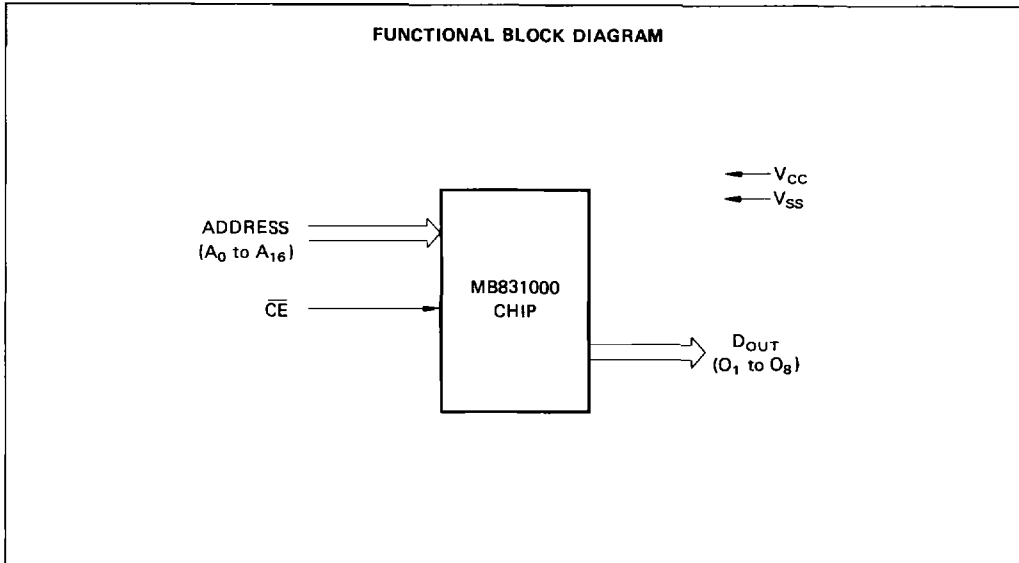 FUNCTIONAL BLOCK DIAGRAM
V_CC
V_SS
ADDRESS
(A_0 to A_16)
MB831000
CHIP
C̅E̅
D_OUT
(O_1 to O_8)